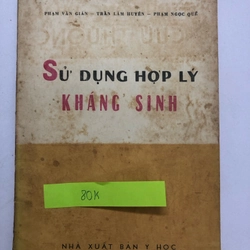 PHẠM VĂN GIÁN - TRẦN LÂM HUYẾN - PHẠM NGỌC QUẾ
SỬ DỤNG HỢP LÝ
KHÁNG SINH
80K
NHÀ XUẤT BẢN Y HỌC